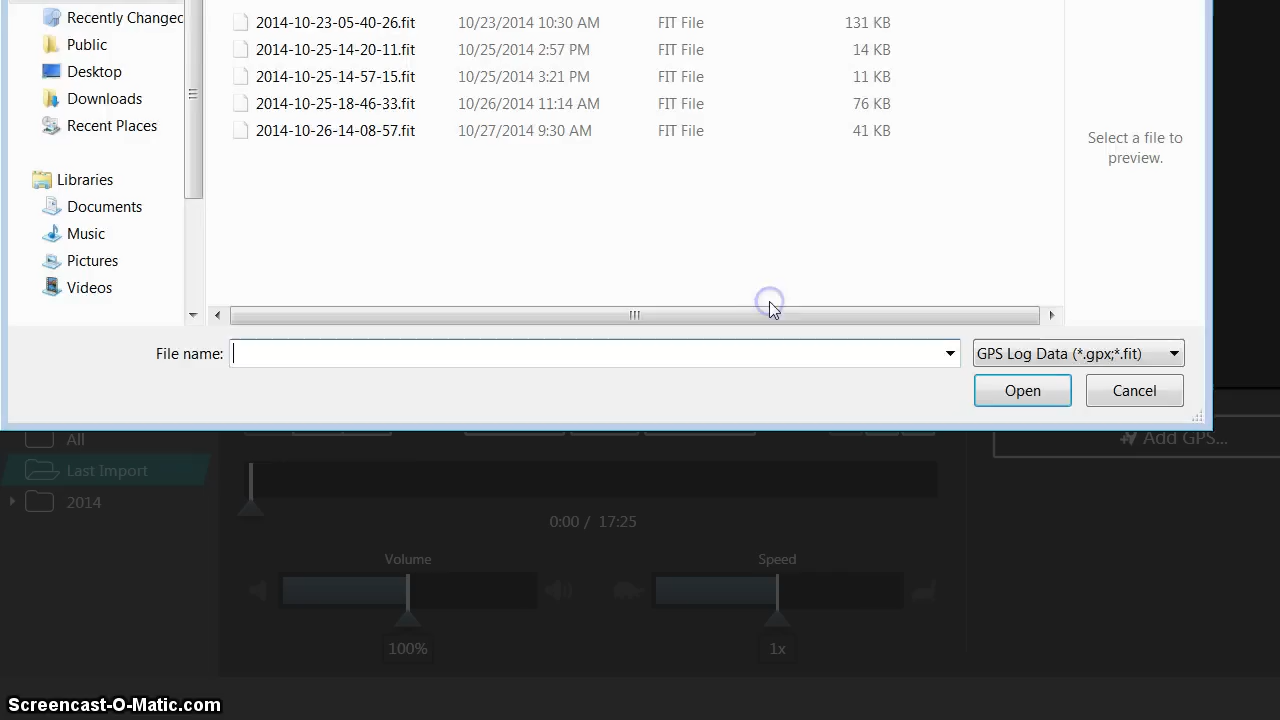 Recently Changed
2014-10-23-05-40-26.fit 10/23/2014 10:30 AM FIT File 131 KB
Public
2014-10-25-14-20-11.fit 10/25/2014 2:57 PM FIT File 14 KB
Desktop
2014-10-25-14-57-15.fit 10/25/2014 3:21 PM FIT File 11 KB
Downloads
2014-10-25-18-46-33.fit 10/26/2014 11:14 AM FIT File 76 KB
Recent Places
2014-10-26-14-08-57.fit 10/27/2014 9:30 AM FIT File 41 KB
Select a file to
preview.
Libraries
Documents
Music
Pictures
Videos
File name:
GPS Log Data (*.gpx;*.fit)
Open Cancel
All
Add GPS...
Last Import
2014
0:00 / 17:25
Volume Speed
100% 1x
Screencast-O-Matic.com